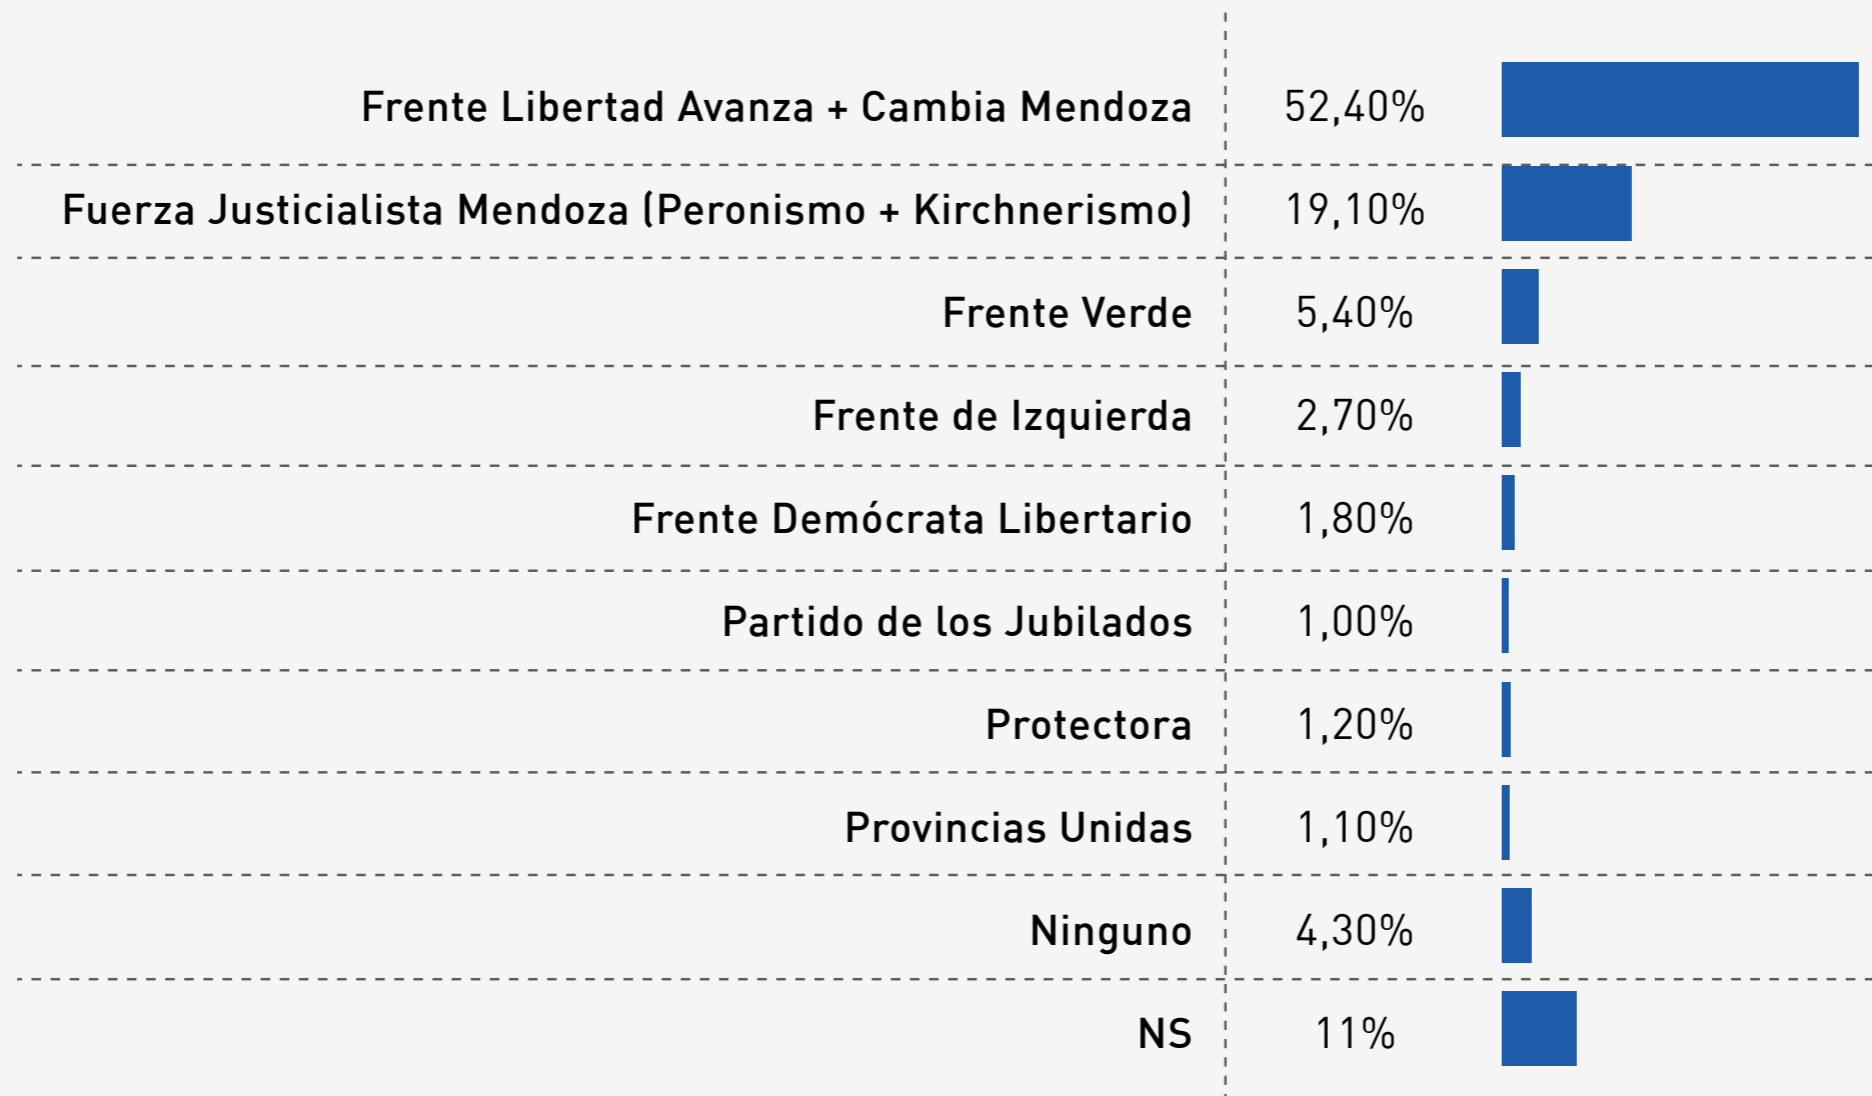 Frente Libertad Avanza + Cambia Mendoza 52,40%
Fuerza Justicialista Mendoza (Peronismo + Kirchnerismo) 19,10%
Frente Verde 5,40%
Frente de Izquierda 2,70%
Frente Demócrata Libertario 1,80%
Partido de los Jubilados 1,00%
Protectora 1,20%
Provincias Unidas 1,10%
Ninguno 4,30%
NS 11%